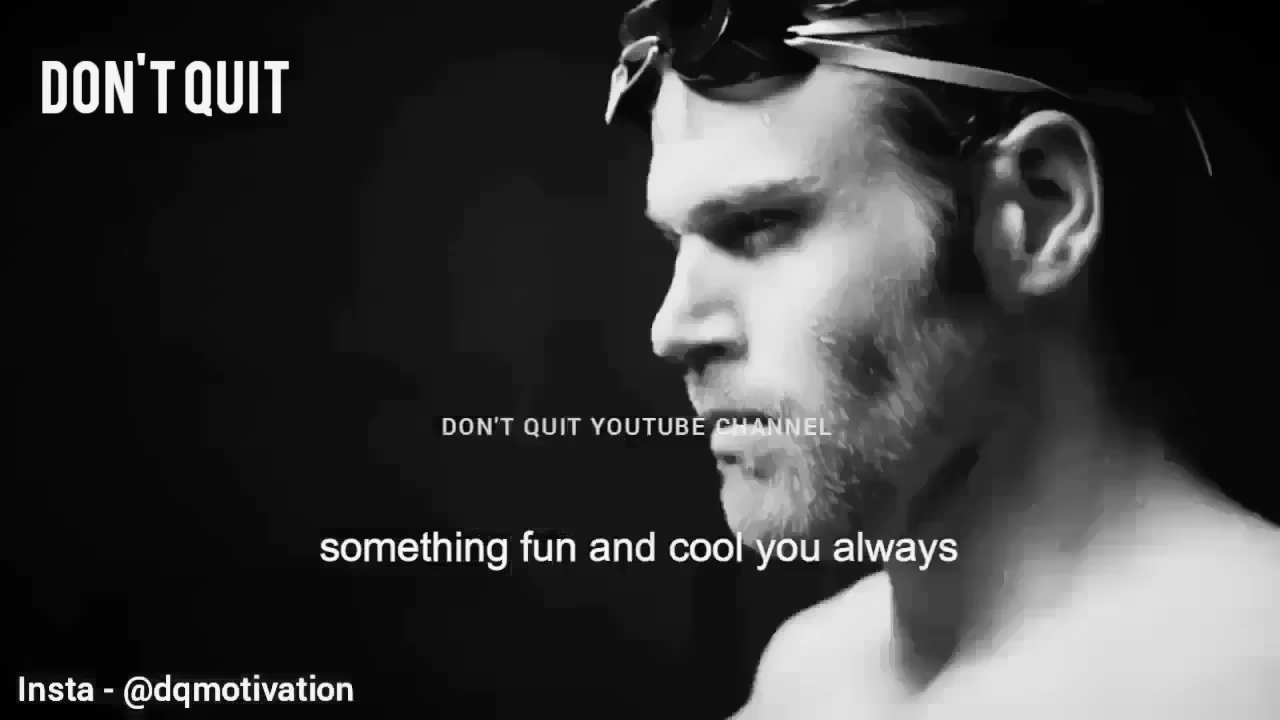 DON'T QUIT
DON'T QUIT YOUTUBE CHANNEL
something fun and cool you always
Insta - @dqmotivation